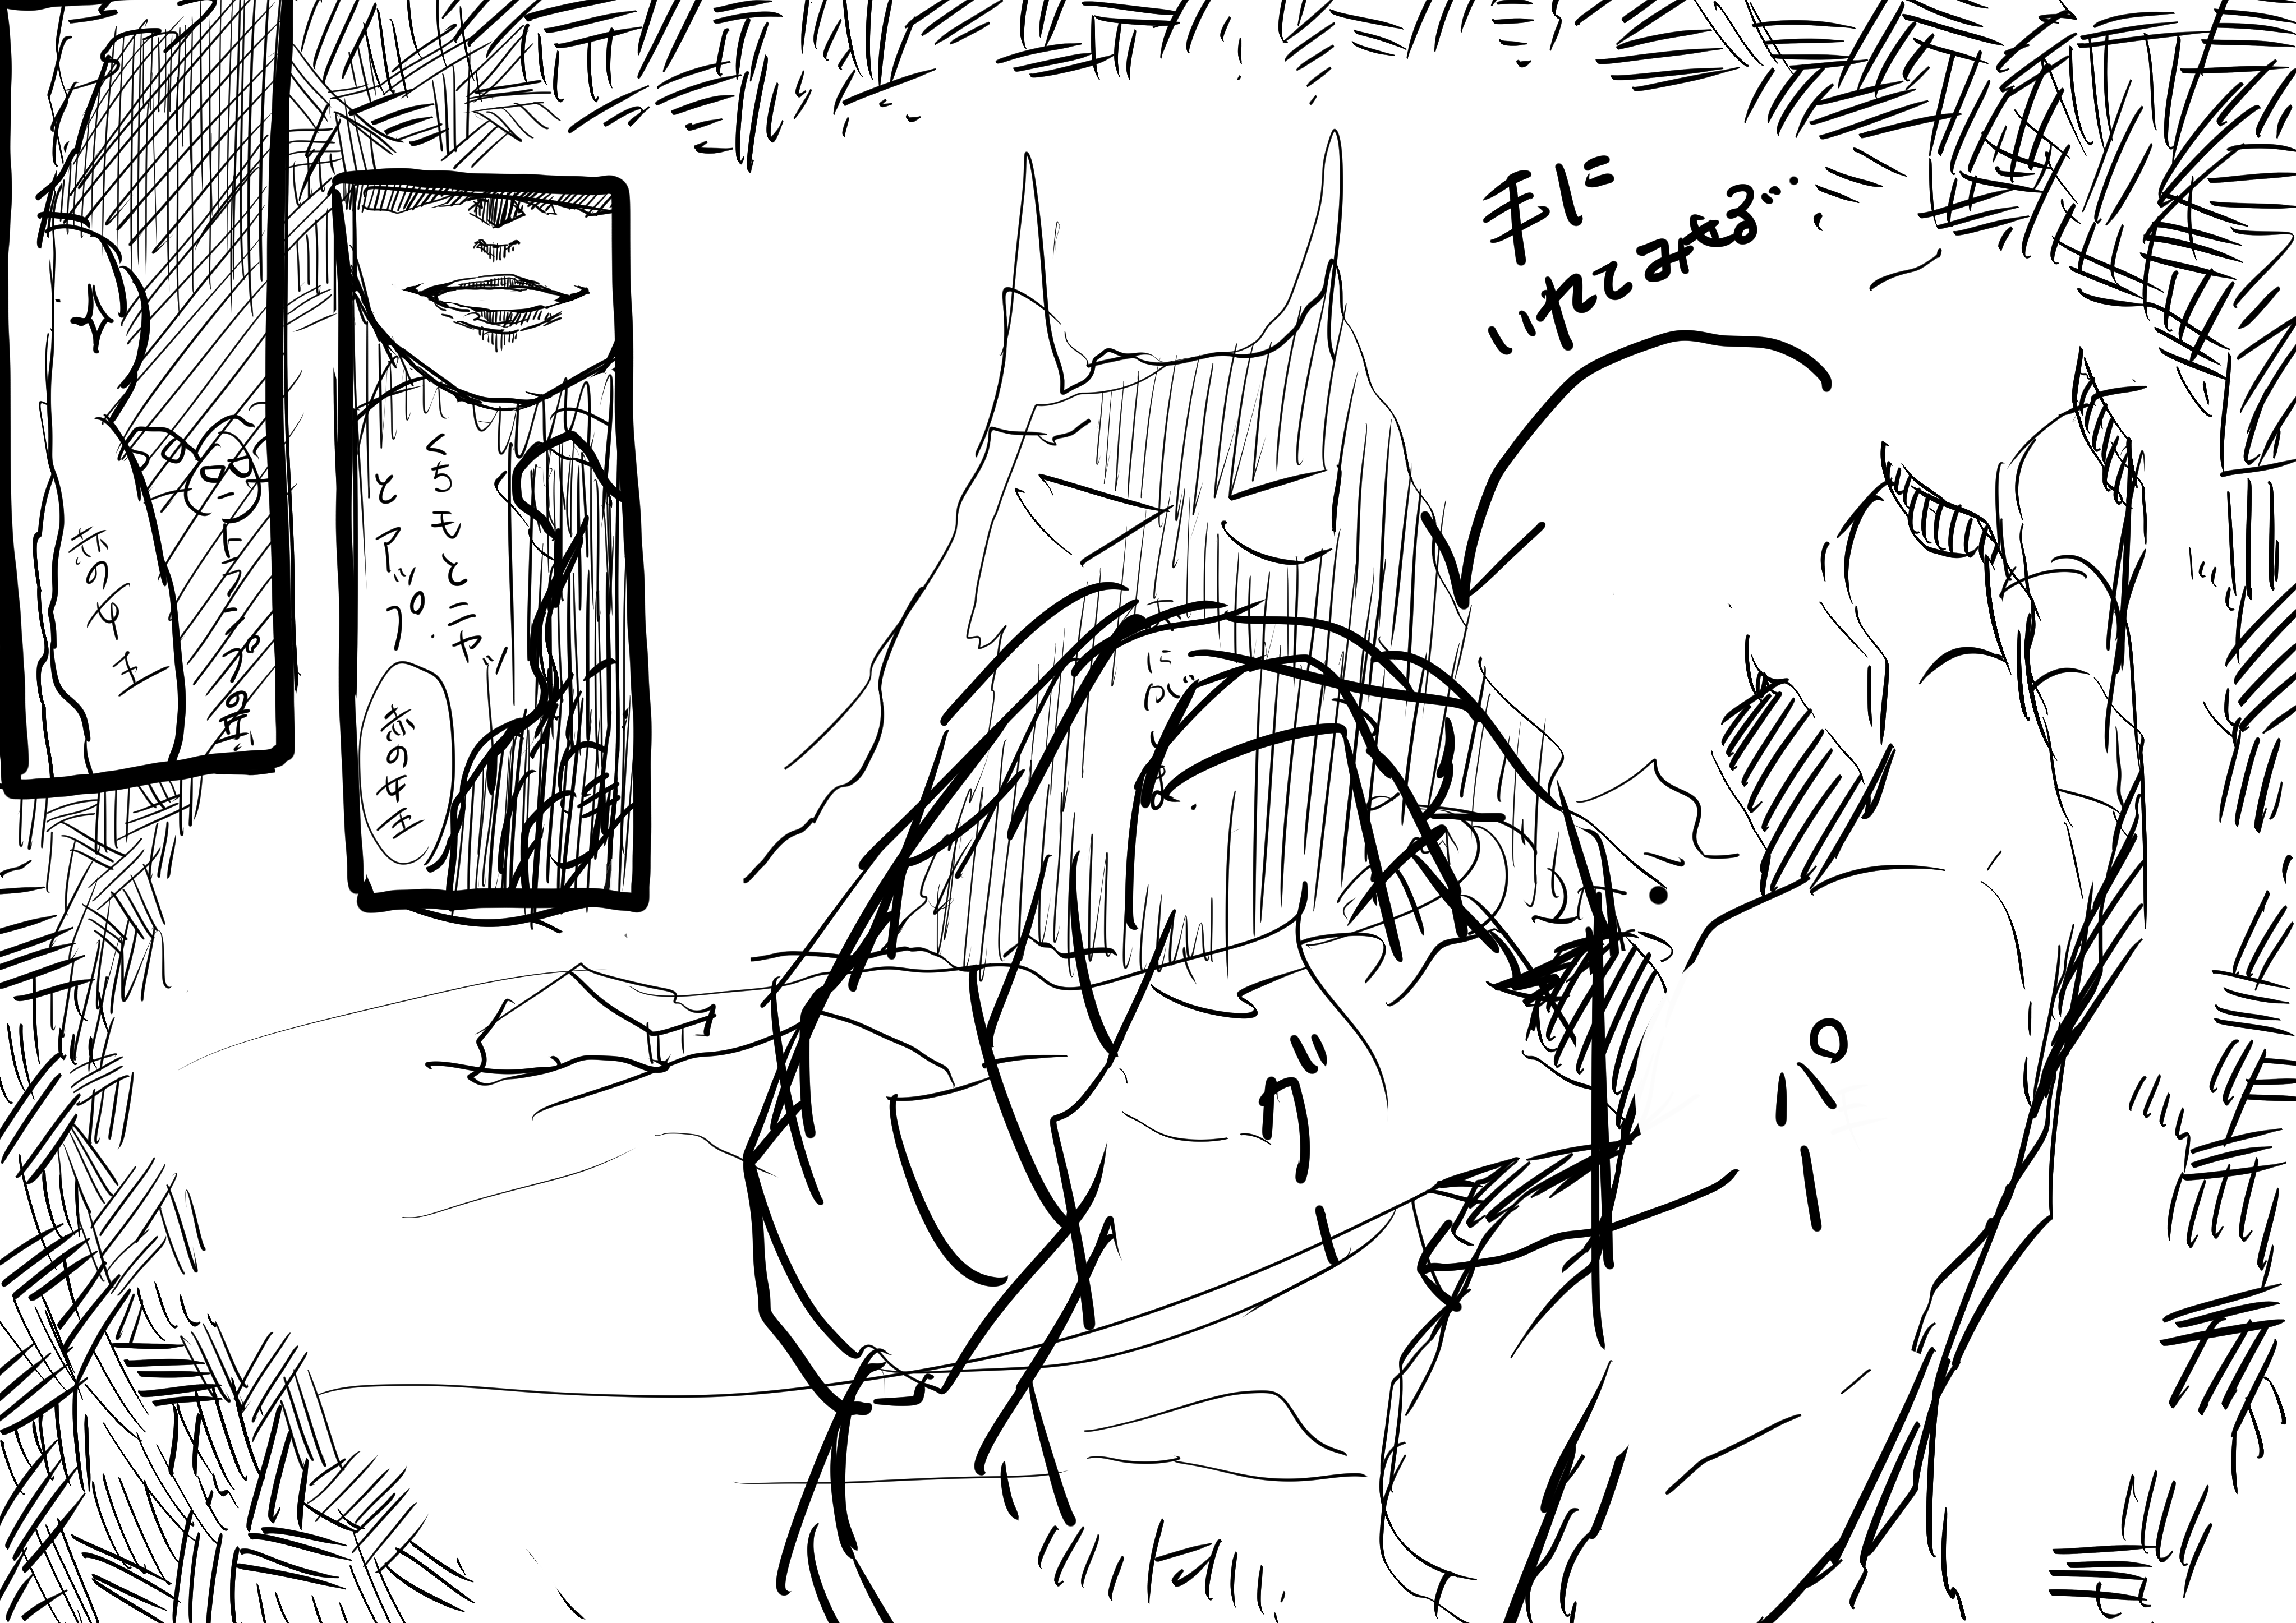 手に
いれてみせる…
くちモとニヤッ
とアップ。
赤の女王
トランプの兵
赤の女王
グー
パー